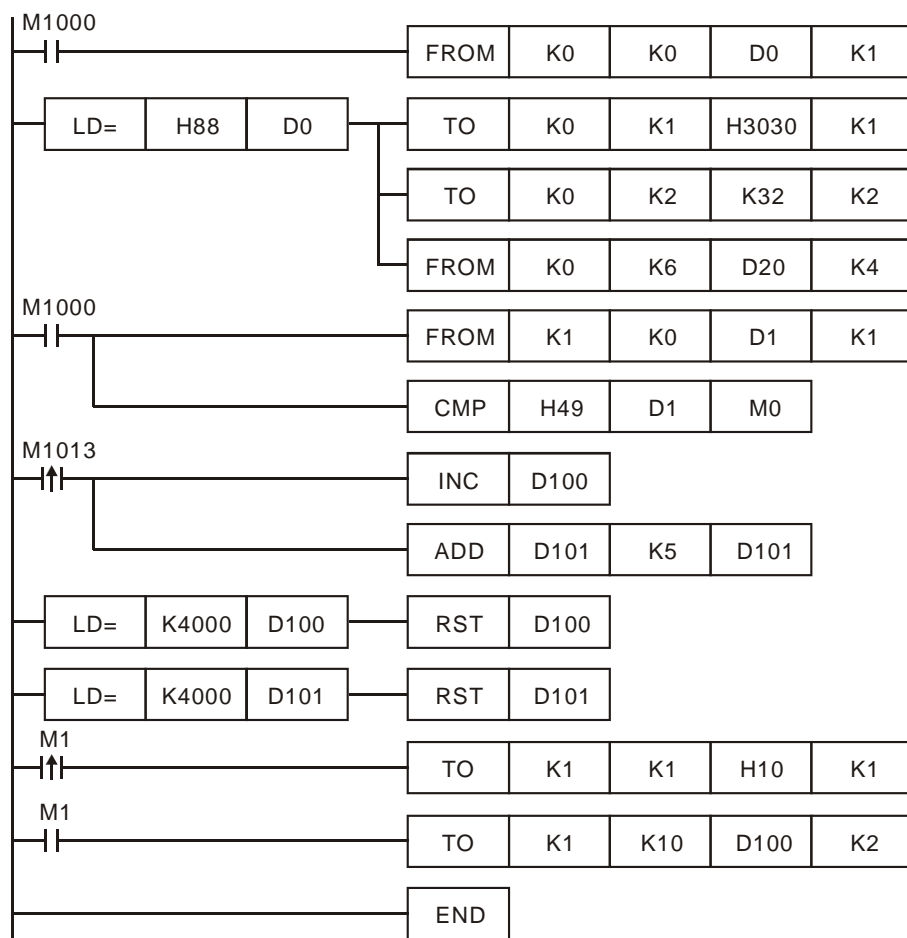 M1000
FROM K0 K0 D0 K1
LD= H88 D0 TO K0 K1 H3030 K1
TO K0 K2 K32 K2
FROM K0 K6 D20 K4
M1000
FROM K1 K0 D1 K1
CMP H49 D1 M0
M1013
INC D100
ADD D101 K5 D101
LD= K4000 D100 RST D100
LD= K4000 D101 RST D101
M1
TO K1 K1 H10 K1
M1
TO K1 K10 D100 K2
END